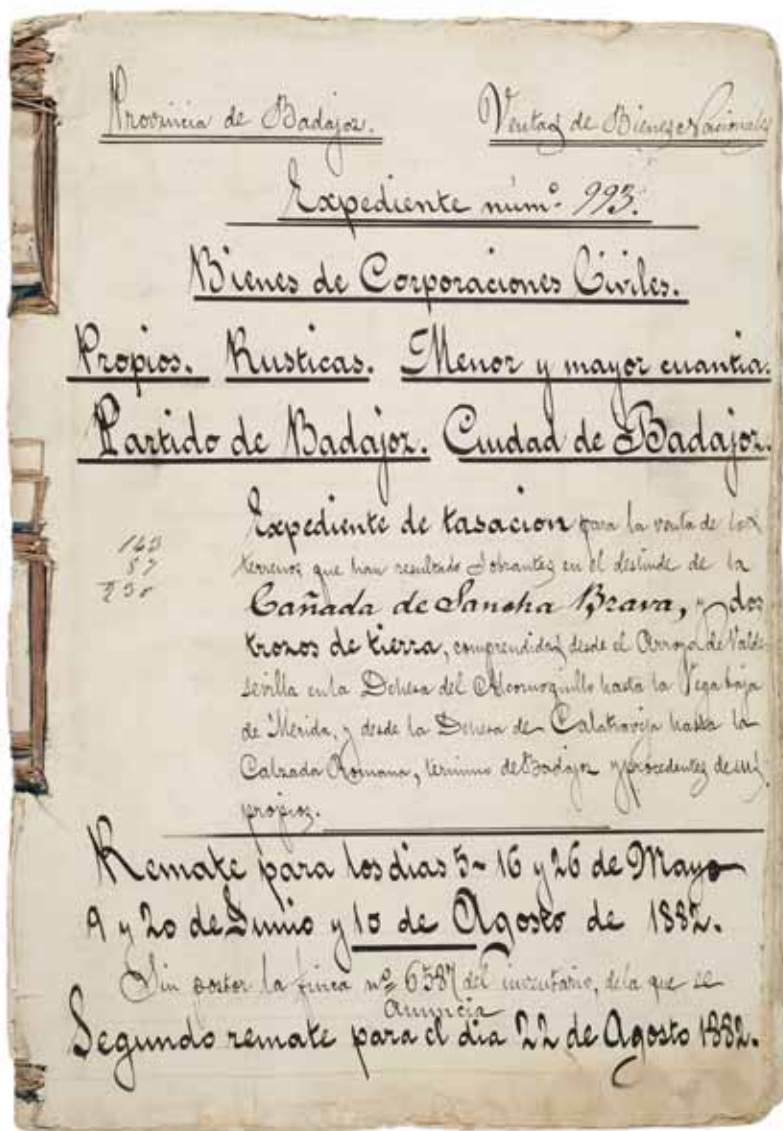 Provincia de Badajoz. Ventas de Bienes Nacionales
Expediente núm.º 993.
Bienes de Corporaciones Civiles.
Propios. Rusticas. Menor y mayor cuantia.
Partido de Badajoz. Ciudad de Badajoz.
Expediente de tasacion para la venta de los
terrenos que han resultado sobrantes en el deslinde de la
Cañada de Sancha Brava, y dos
trozos de tierra, comprendidas desde el Arroyo de Valde-
sevilla en la Dehesa del Alcornoquillo hasta la Vega baja
de Merida, y desde la Dehesa de Calatraveja hasta la
Calzada Romana, termino de Badajoz y procedentes de sus
propios.
163
87
250
Remate para los dias 5 - 16 y 26 de Mayo
9 y 20 de Junio y 10 de Agosto de 1882.
Sin postor la finca nº 6587 del inventario, de la que se
anuncia
Segundo remate para el dia 22 de Agosto 1882.